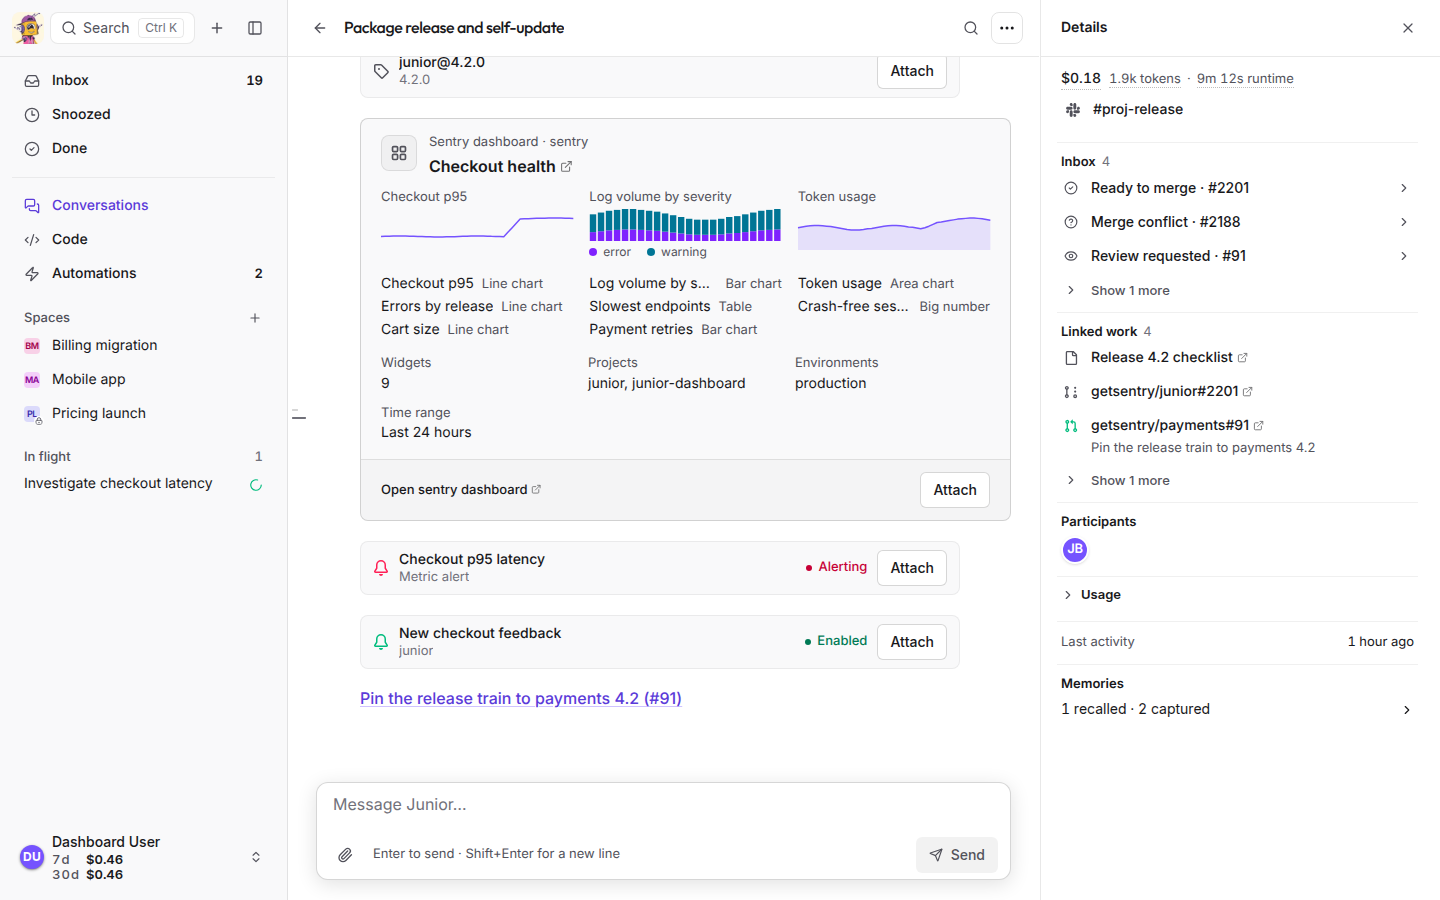 Search Ctrl K
Inbox 19
Snoozed
Done
Conversations
Code
Automations 2
Spaces
BM Billing migration
MA Mobile app
PL Pricing launch
In flight 1
Investigate checkout latency
DU Dashboard User
7d $0.46
30d $0.46
Package release and self-update
junior@4.2.0
4.2.0
Attach
Sentry dashboard · sentry
Checkout health
Checkout p95
Log volume by severity
error warning
Token usage
Checkout p95 Line chart
Log volume by s... Bar chart
Token usage Area chart
Errors by release Line chart
Slowest endpoints Table
Crash-free ses... Big number
Cart size Line chart
Payment retries Bar chart
Widgets
9
Projects
junior, junior-dashboard
Environments
production
Time range
Last 24 hours
Open sentry dashboard
Attach
Checkout p95 latency
Metric alert
Alerting
Attach
New checkout feedback
junior
Enabled
Attach
Pin the release train to payments 4.2 (#91)
Message Junior...
Enter to send · Shift+Enter for a new line
Send
Details
$0.18 1.9k tokens · 9m 12s runtime
#proj-release
Inbox 4
Ready to merge · #2201
Merge conflict · #2188
Review requested · #91
Show 1 more
Linked work 4
Release 4.2 checklist
getsentry/junior#2201
getsentry/payments#91
Pin the release train to payments 4.2
Show 1 more
Participants
JB
Usage
Last activity 1 hour ago
Memories
1 recalled · 2 captured